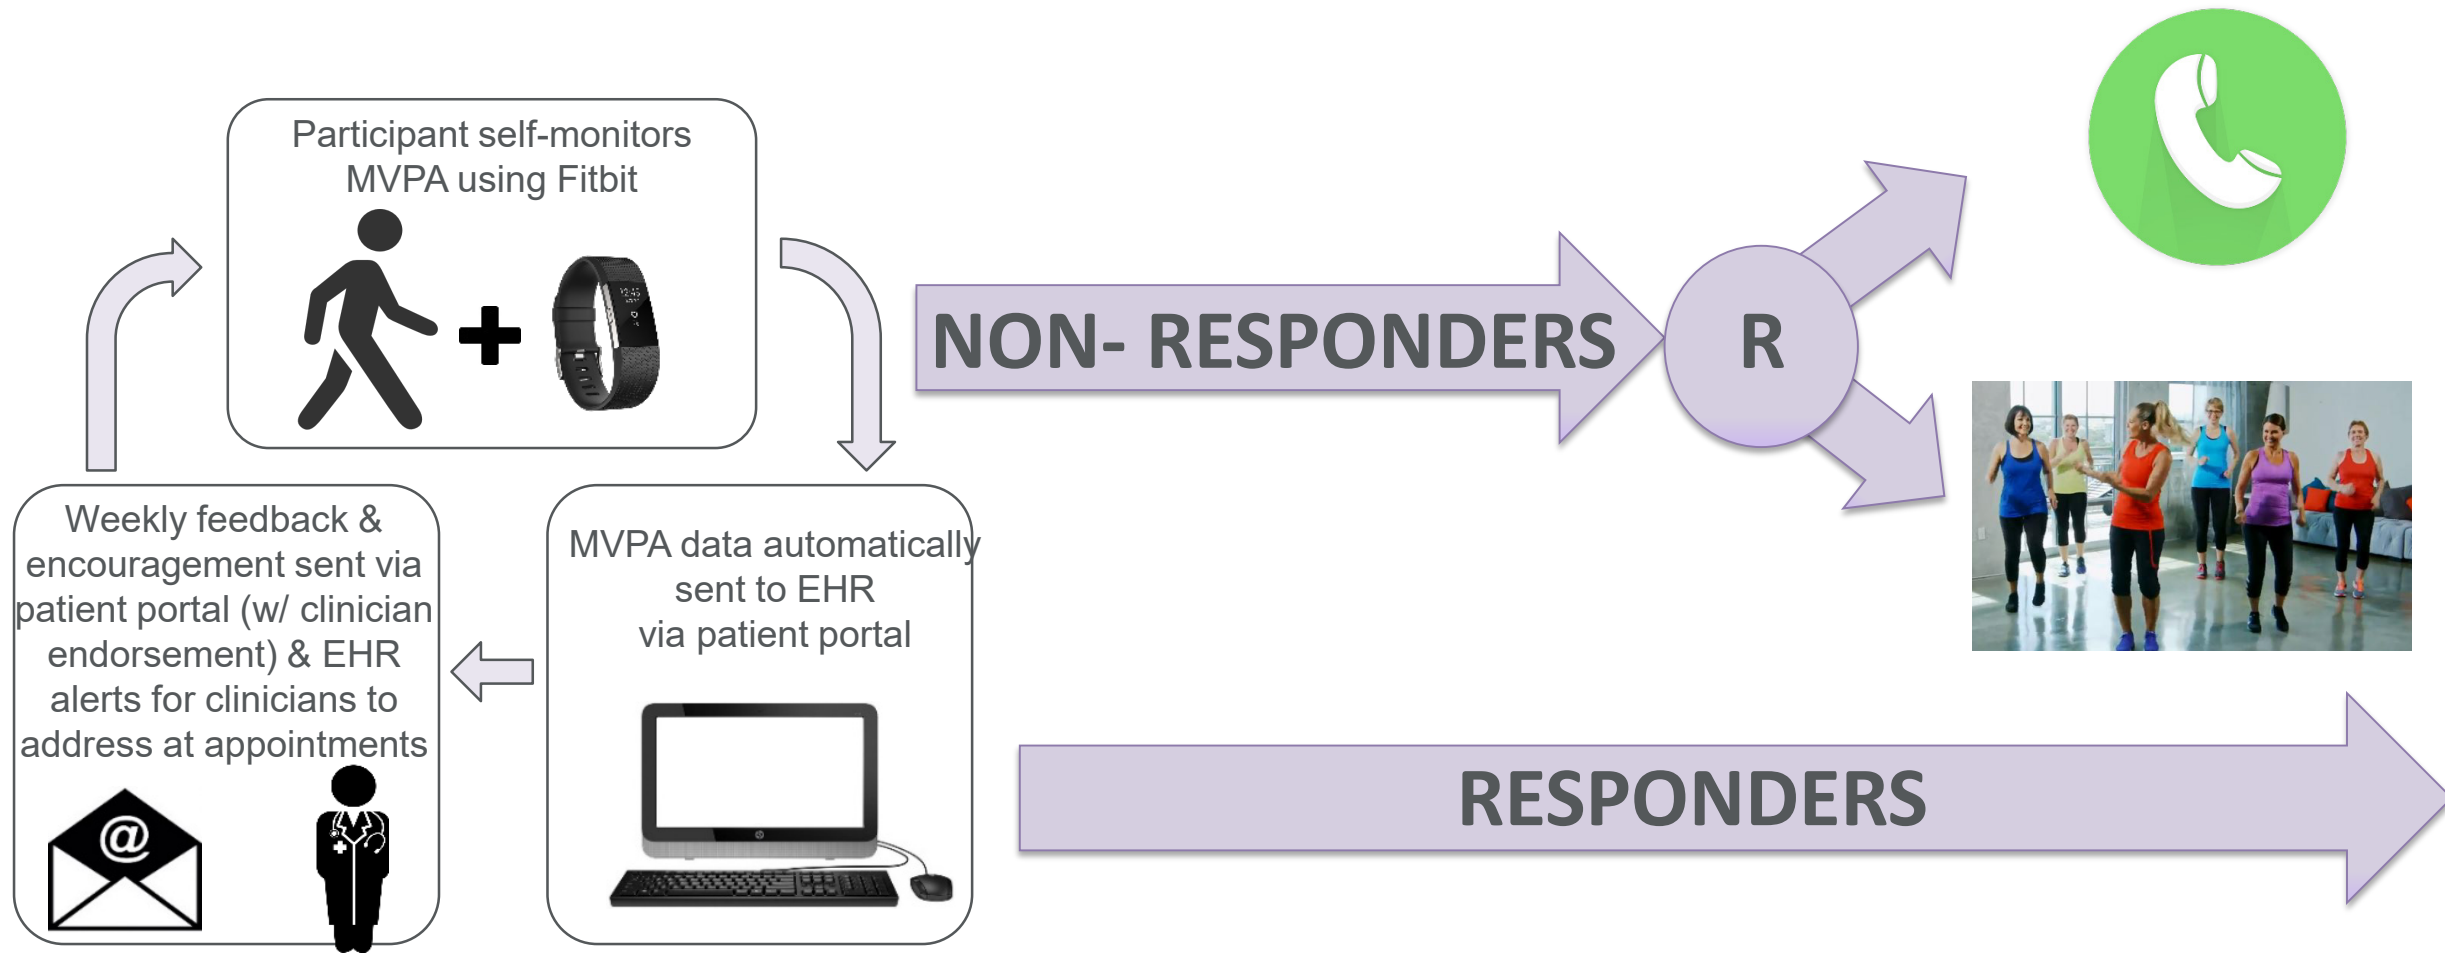 Participant self-monitors
MVPA using Fitbit
NON- RESPONDERS
R
Weekly feedback &
encouragement sent via
patient portal (w/ clinician
endorsement) & EHR
alerts for clinicians to
address at appointments
@
MVPA data automatically
sent to EHR
via patient portal
hp
RESPONDERS